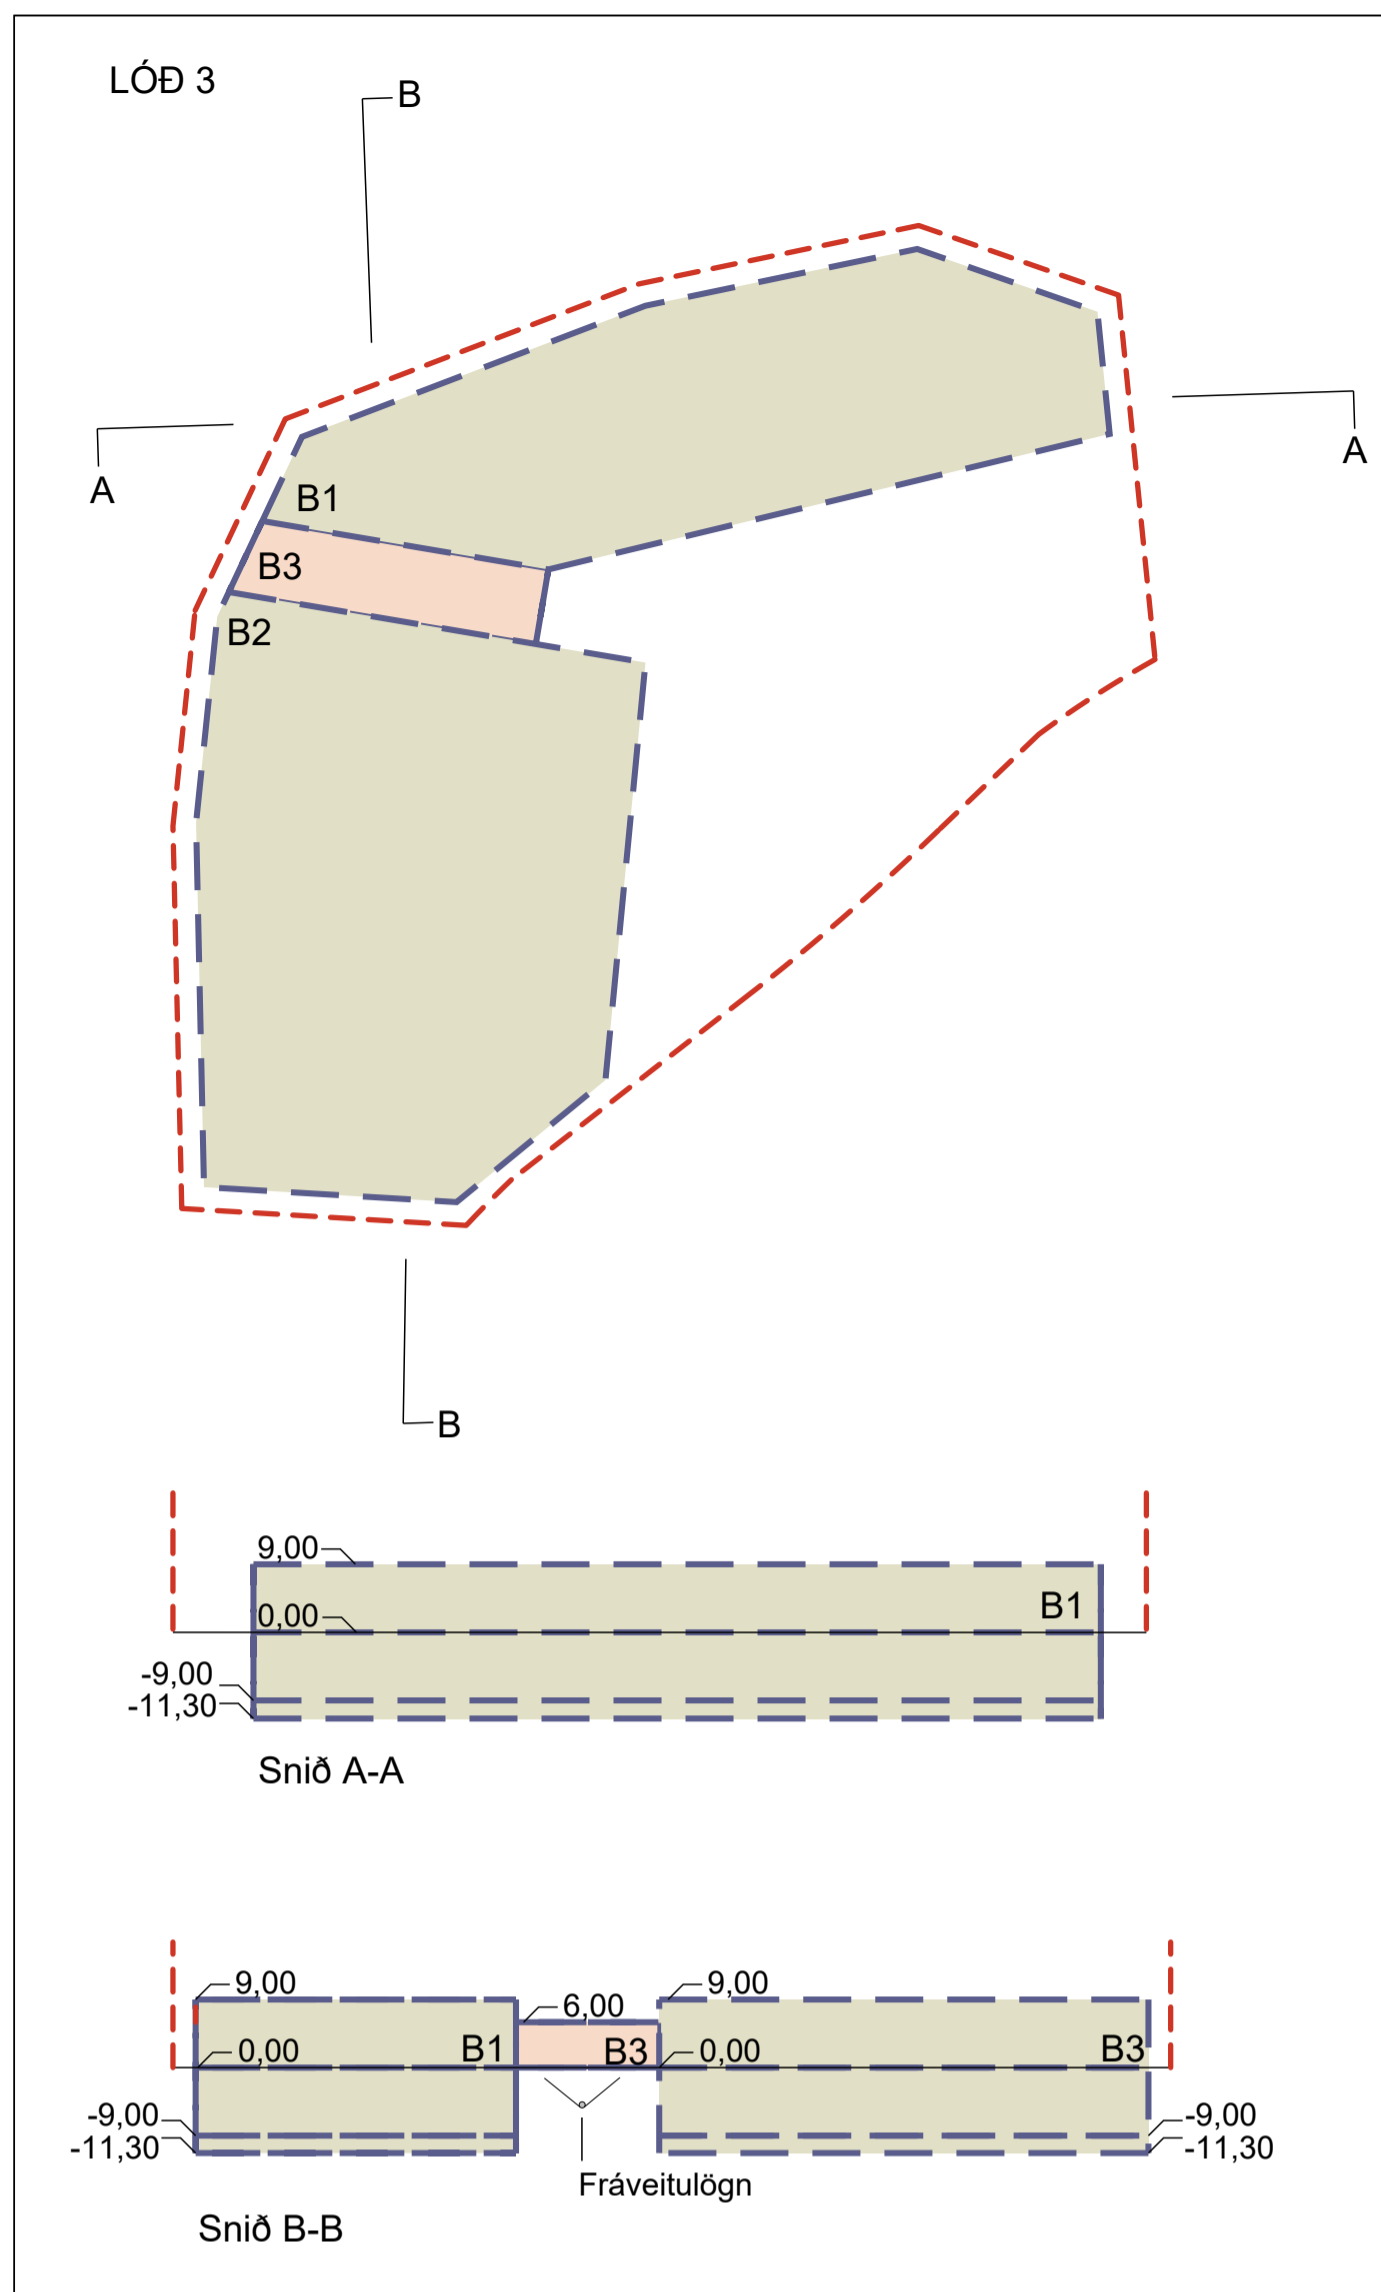 LÓÐ 3
B
A
A
B1
B3
B2
B
9,00
0,00
B1
-9,00
-11,30
Snið A-A
9,00
6,00
9,00
0,00
B1
B3
0,00
B3
-9,00
-9,00
-11,30
-11,30
Fráveitulögn
Snið B-B